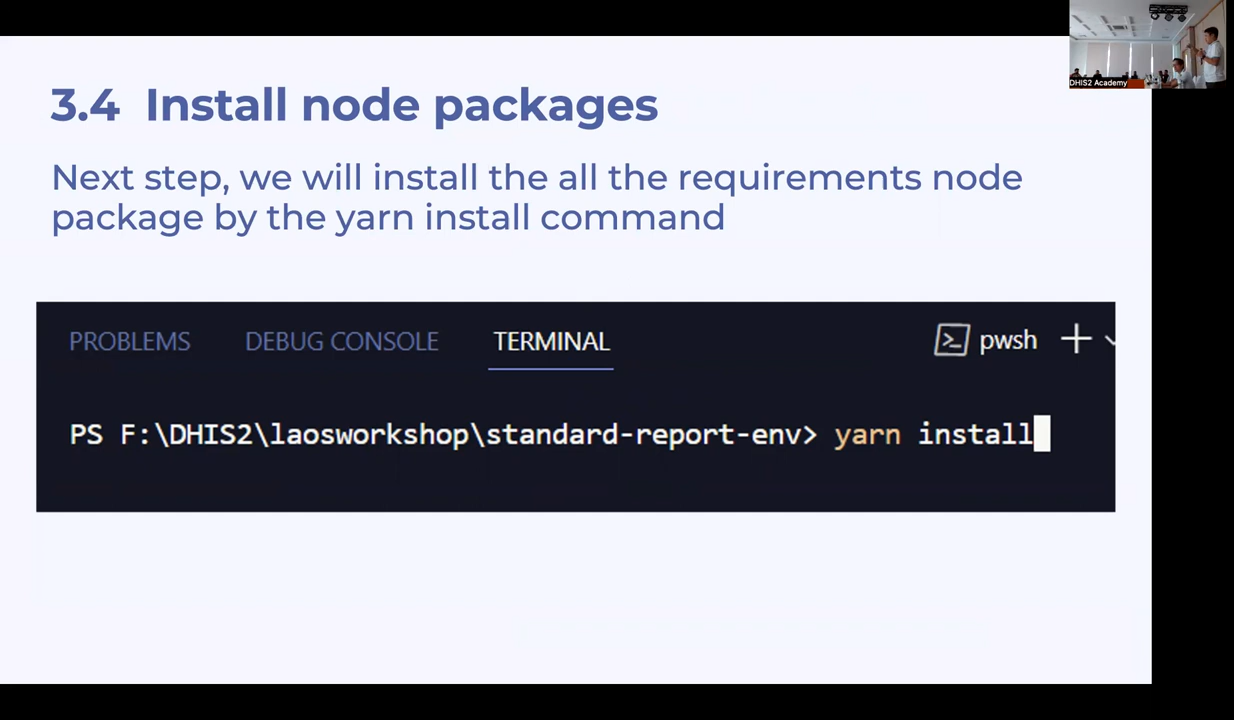 3.4 Install node packages
Next step, we will install the all the requirements node
package by the yarn install command
PROBLEMS DEBUG CONSOLE TERMINAL pwsh
PS F:\DHIS2\laosworkshop\standard-report-env> yarn install
DHIS2 Academy